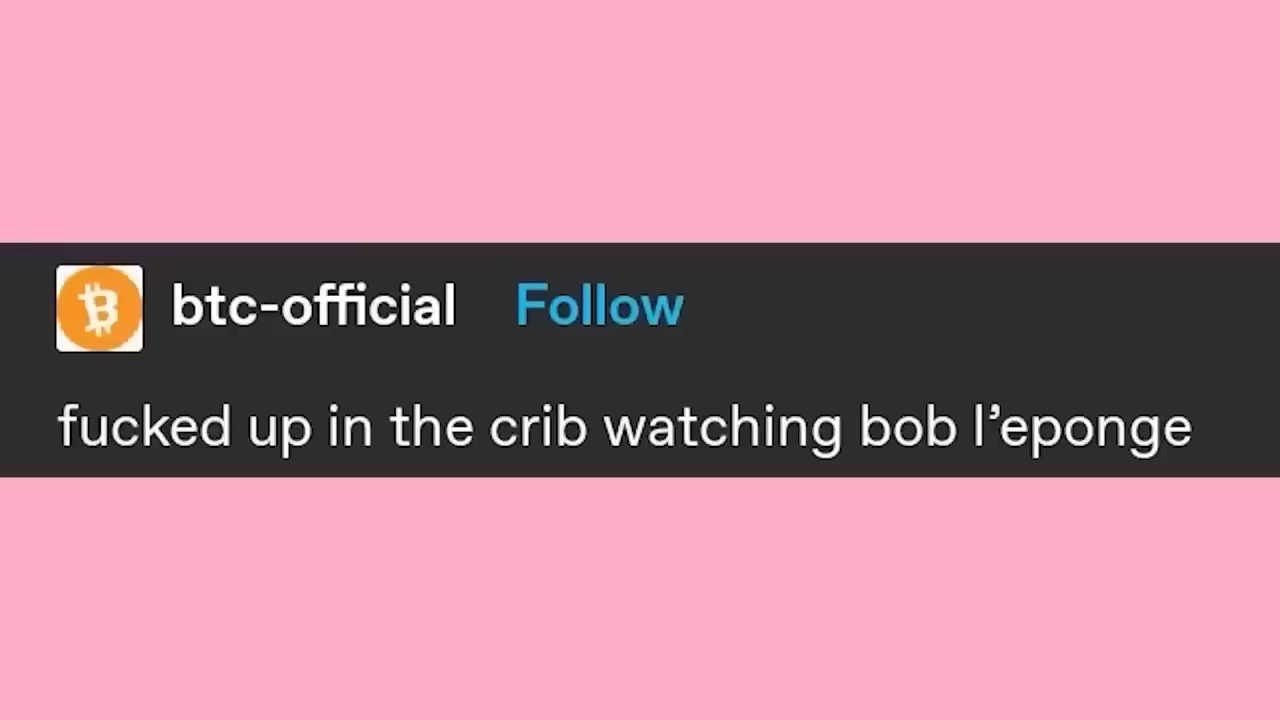 btc-official Follow
fucked up in the crib watching bob l’eponge